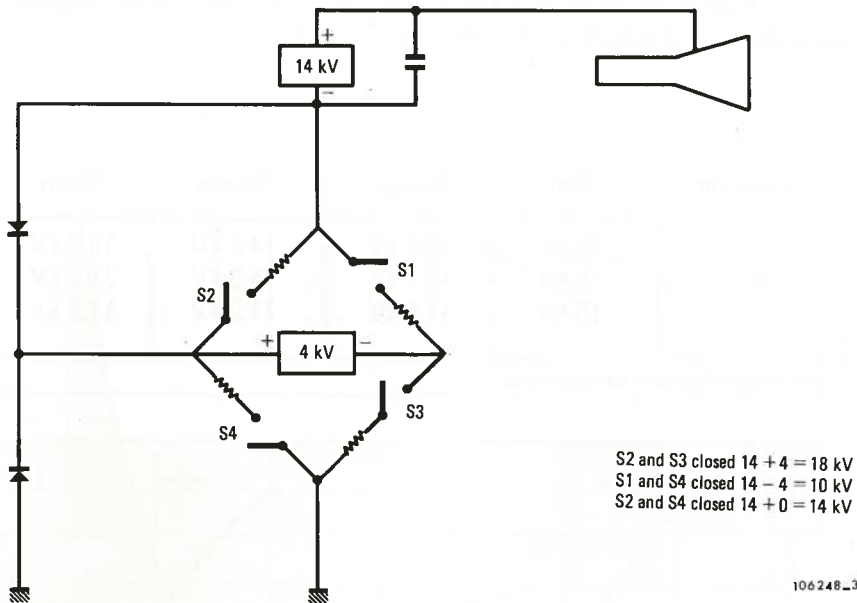 +
14 kV
−
S1
S2
+
−
4 kV
S3
S4
S2 and S3 closed 14 + 4 = 18 kV
S1 and S4 closed 14 − 4 = 10 kV
S2 and S4 closed 14 + 0 = 14 kV
106248_3